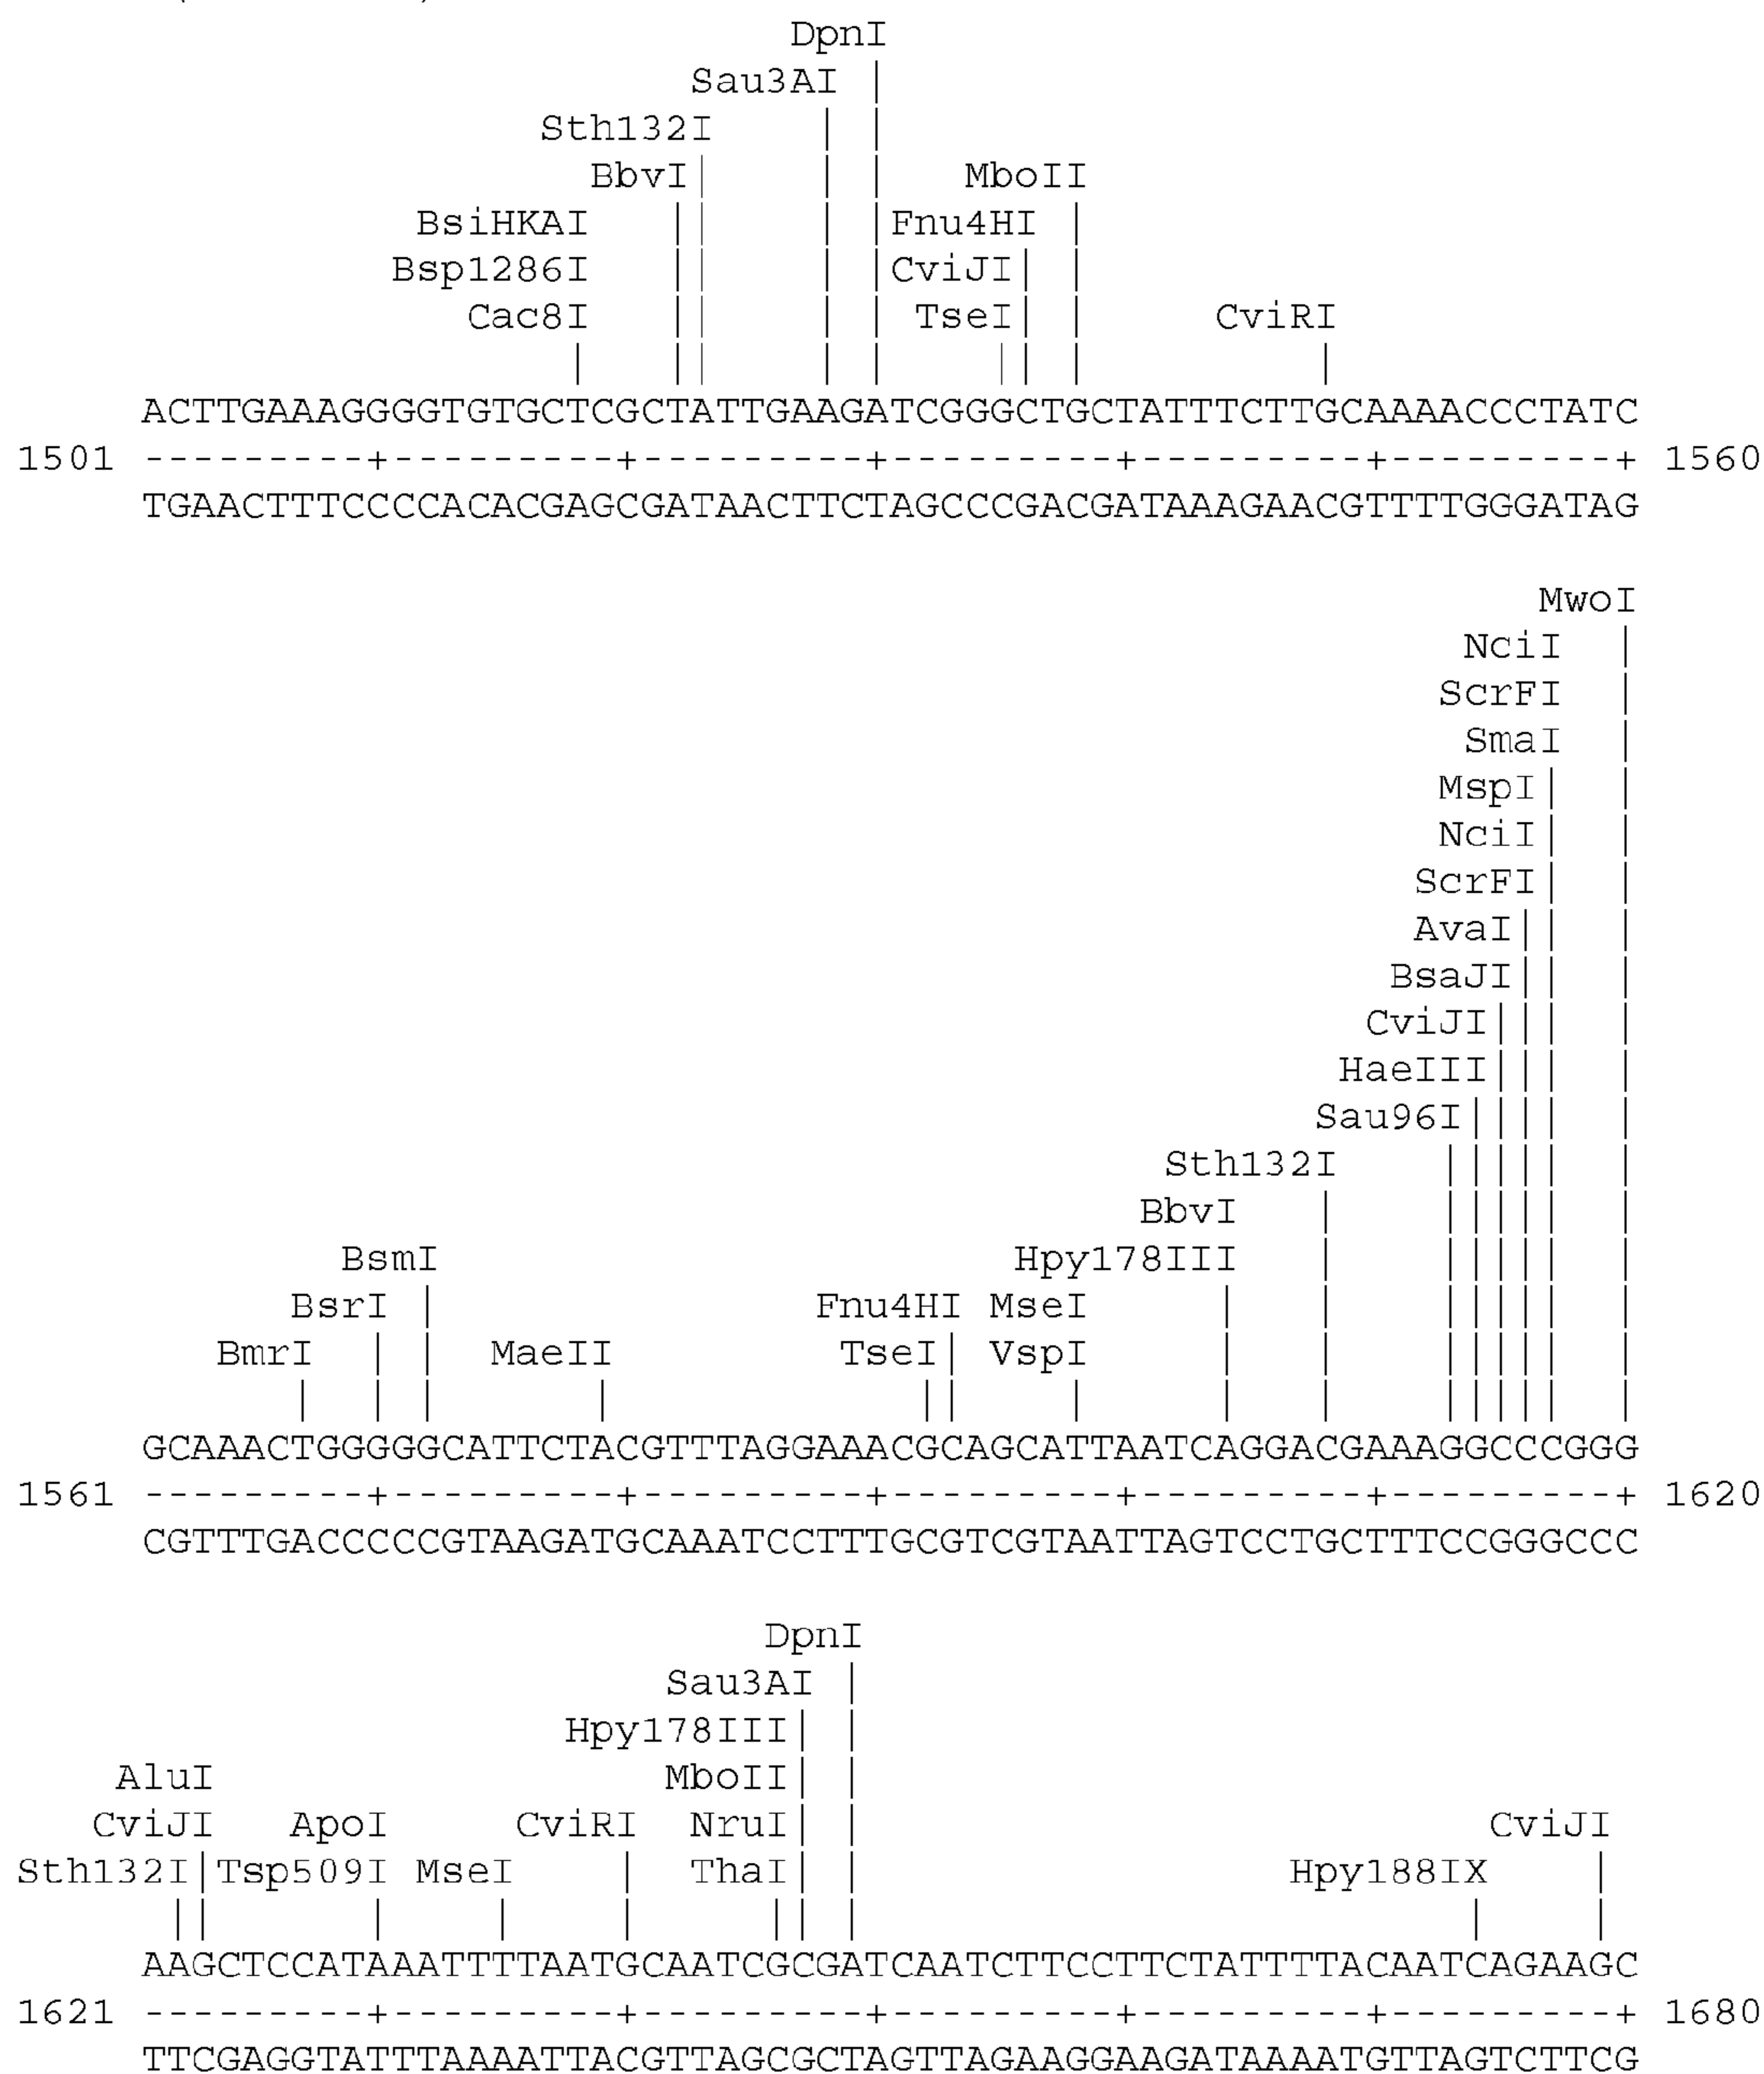 DpnI
Sau3AI
Sth132I
BbvI MboII
BsiHKAI Fnu4HI
Bsp1286I CviJI
Cac8I TseI CviRI
ACTTGAAAGGGGTGTGCTCGCTATTGAAGATCGGGCTGCTATTTCTTGCAAAACCCTATC
1501 ---------+---------+---------+---------+---------+---------+ 1560
TGAACTTTCCCCACACGAGCGATAACTTCTAGCCCGACGATAAAGAACGTTTTGGGATAG
MwoI
NciI
ScrFI
SmaI
MspI
NciI
ScrFI
AvaI
BsaJI
CviJI
HaeIII
Sau96I
Sth132I
BbvI
BsmI Hpy178III
BsrI Fnu4HI MseI
BmrI MaeII TseI VspI
GCAAACTGGGGGCATTCTACGTTTAGGAAACGCAGCATTAATCAGGACGAAAGGCCCGGG
1561 ---------+---------+---------+---------+---------+---------+ 1620
CGTTTGACCCCCGTAAGATGCAAATCCTTTGCGTCGTAATTAGTCCTGCTTTCCGGGCCC
DpnI
Sau3AI
Hpy178III
AluI MboII
CviJI ApoI CviRI NruI CviJI
Sth132I Tsp509I MseI ThaI Hpy188IX
AAGCTCCATAAATTTTAATGCAATCGCGATCAATCTTCCTTCTATTTTACAATCAGAAGC
1621 ---------+---------+---------+---------+---------+---------+ 1680
TTCGAGGTATTTAAAATTACGTTAGCGCTAGTTAGAAGGAAGATAAAATGTTAGTCTTCG